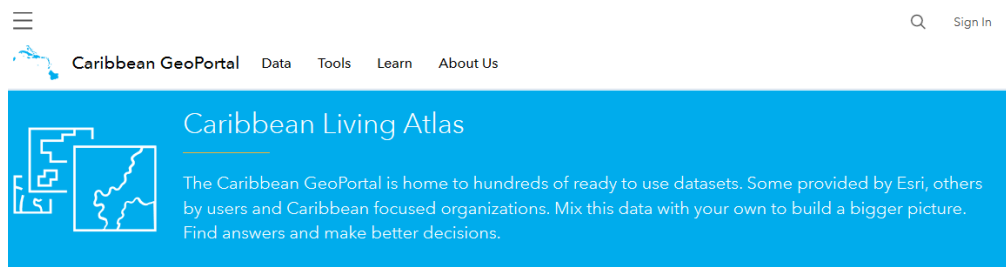 Sign In
Caribbean GeoPortal Data Tools Learn About Us
Caribbean Living Atlas
The Caribbean GeoPortal is home to hundreds of ready to use datasets. Some provided by Esri, others
by users and Caribbean focused organizations. Mix this data with your own to build a bigger picture.
Find answers and make better decisions.